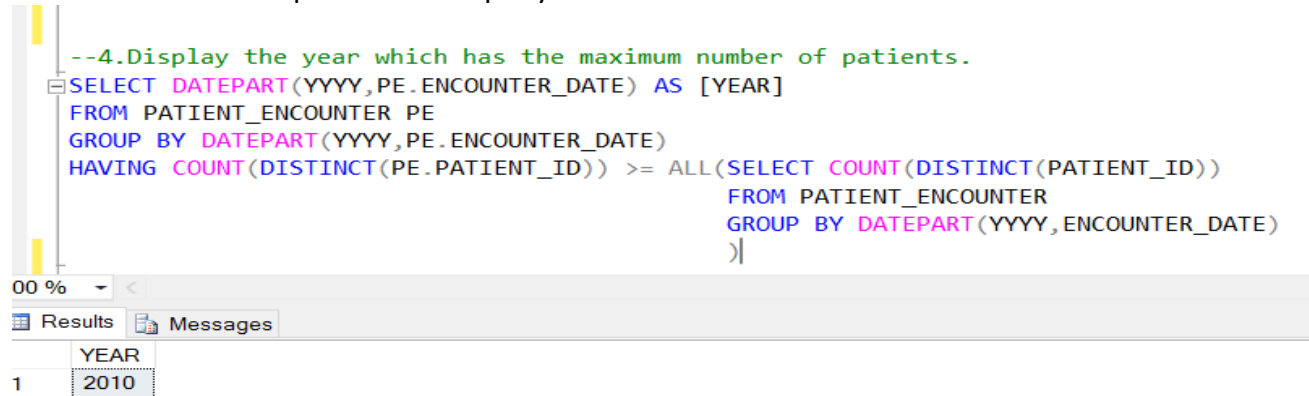 --4.Display the year which has the maximum number of patients.
SELECT DATEPART(YYYY,PE.ENCOUNTER_DATE) AS [YEAR]
FROM PATIENT_ENCOUNTER PE
GROUP BY DATEPART(YYYY,PE.ENCOUNTER_DATE)
HAVING COUNT(DISTINCT(PE.PATIENT_ID)) >= ALL(SELECT COUNT(DISTINCT(PATIENT_ID))
FROM PATIENT_ENCOUNTER
GROUP BY DATEPART(YYYY,ENCOUNTER_DATE)
)
00 %
Results Messages
YEAR
1 2010